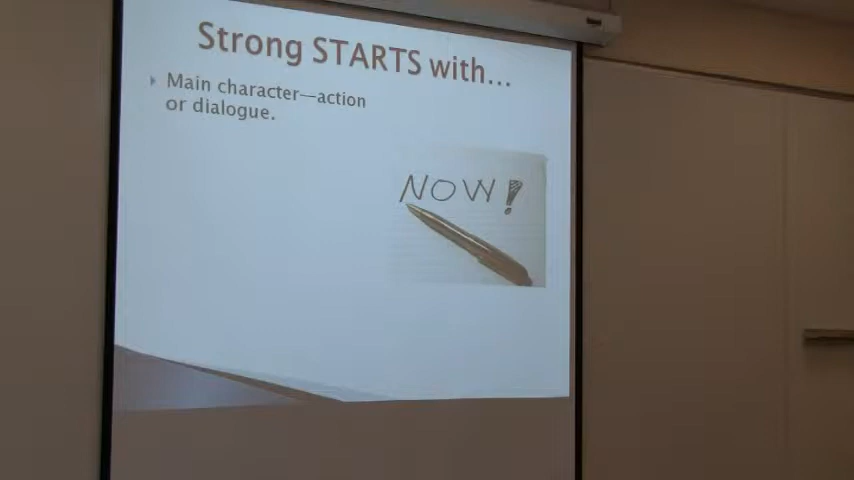 Strong STARTS with...
Main character—action
or dialogue.
NOW!